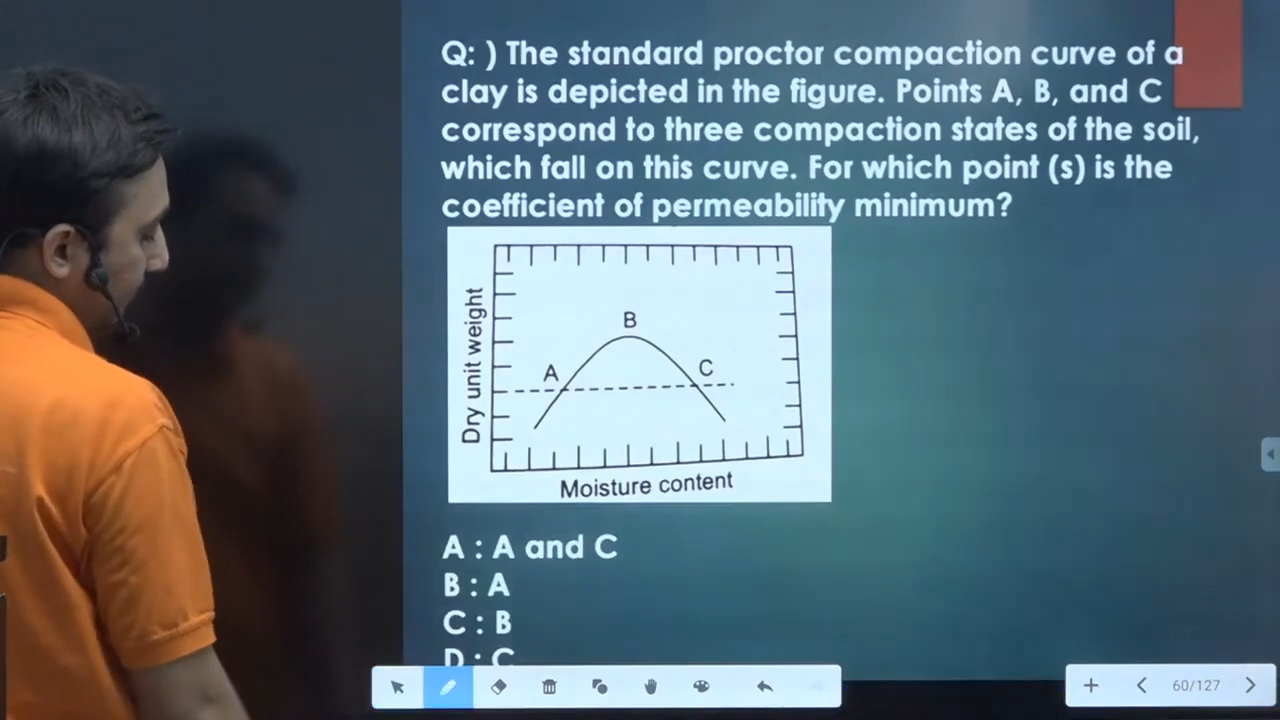 Q: ) The standard proctor compaction curve of a
clay is depicted in the figure. Points A, B, and C
correspond to three compaction states of the soil,
which fall on this curve. For which point (s) is the
coefficient of permeability minimum?
Dry unit weight
B
A
C
Moisture content
A : A and C
B : A
C : B
D : C
60/127